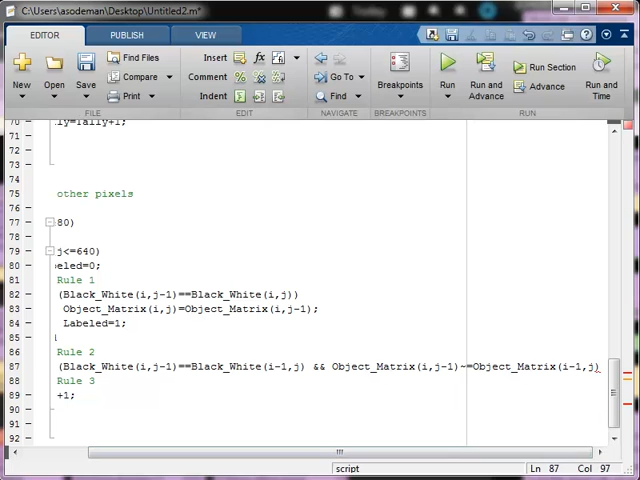 C:\Users\asodeman\Desktop\Untitled2.m*
EDITOR PUBLISH VIEW
New Open Save Find Files Compare Print
Insert fx Comment % Indent
Go To Find
Breakpoints
Run Run and Advance Run Section Advance Run and Time
FILE EDIT NAVIGATE BREAKPOINTS RUN
70 ly=Tally+1;
71
72
73
74
75 other pixels
76
77 80)
78
79 j<=640)
80 eled=0;
81 Rule 1
82 (Black_White(i,j-1)==Black_White(i,j))
83 Object_Matrix(i,j)=Object_Matrix(i,j-1);
84 Labeled=1;
85
86 Rule 2
87 (Black_White(i,j-1)==Black_White(i-1,j) && Object_Matrix(i,j-1)~=Object_Matrix(i-1,j)
88 Rule 3
89 +1;
90
91
92
script Ln 87 Col 97